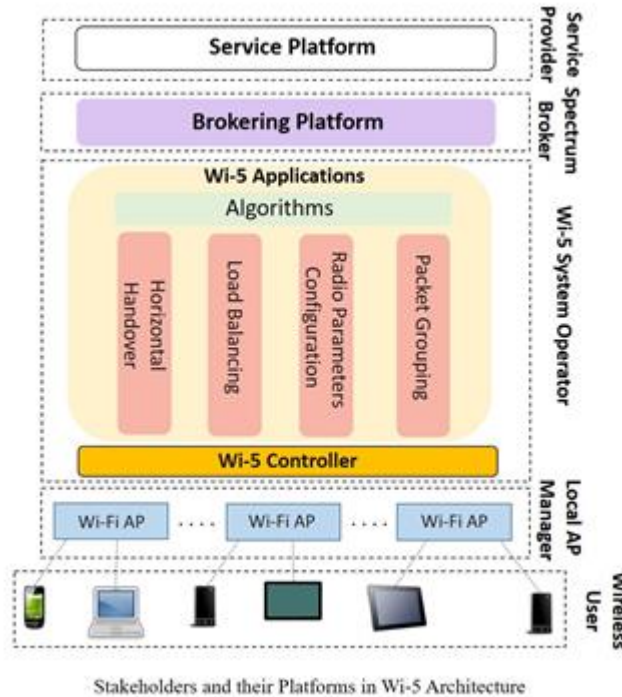 Service Platform
Service
Provider
Brokering Platform
Spectrum
Broker
Wi-5 Applications
Algorithms
Horizontal
Handover
Load Balancing
Radio Parameters
Configuration
Packet Grouping
Wi-5 System Operator
Wi-5 Controller
Wi-Fi AP
....
Wi-Fi AP
....
Wi-Fi AP
Local AP
Manager
Wireless
User
Stakeholders and their Platforms in Wi-5 Architecture